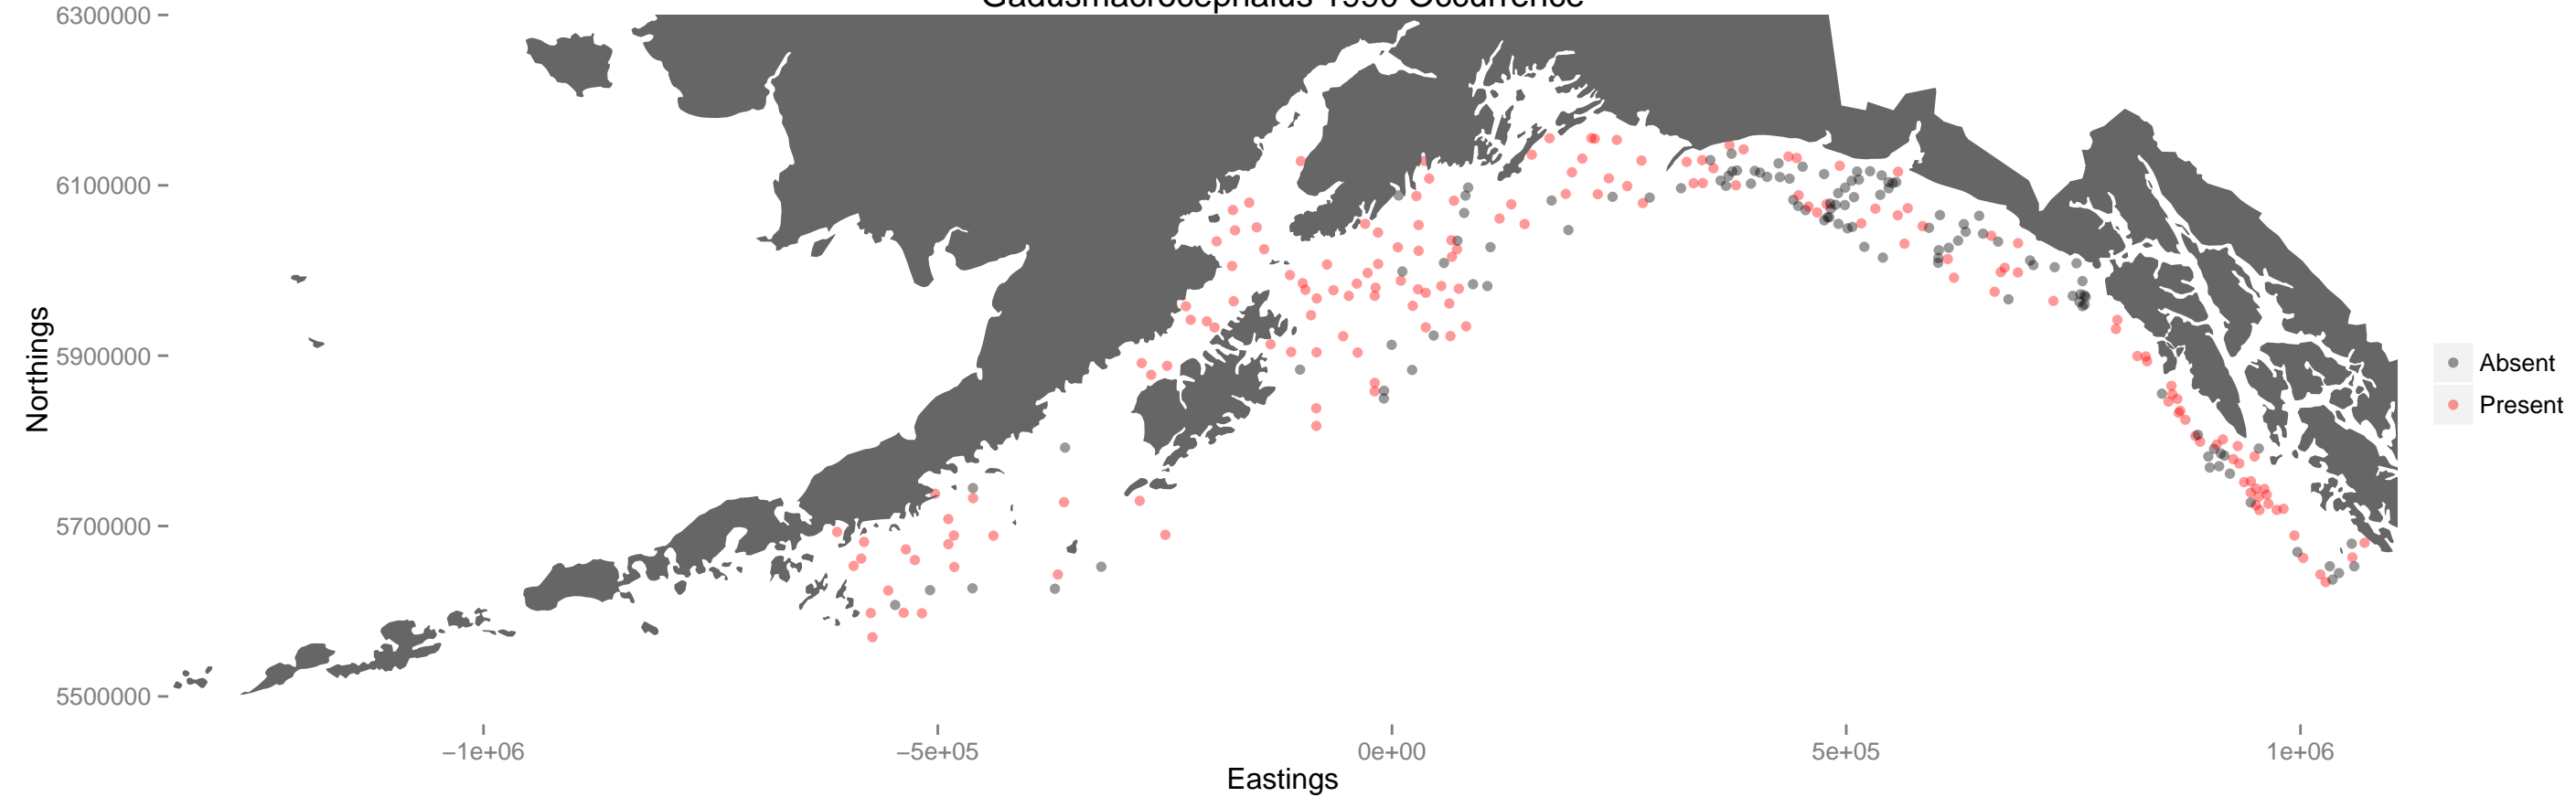 Gadusmacrocephalus 1990 Occurrence
6300000
6100000
5900000
5700000
5500000
Northings
−1e+06
−5e+05
0e+00
5e+05
1e+06
Eastings
Absent
Present